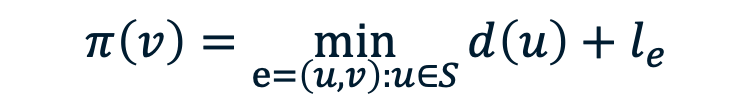 π(v) = min d(u) + lₑ
e=(u,v):u∈S